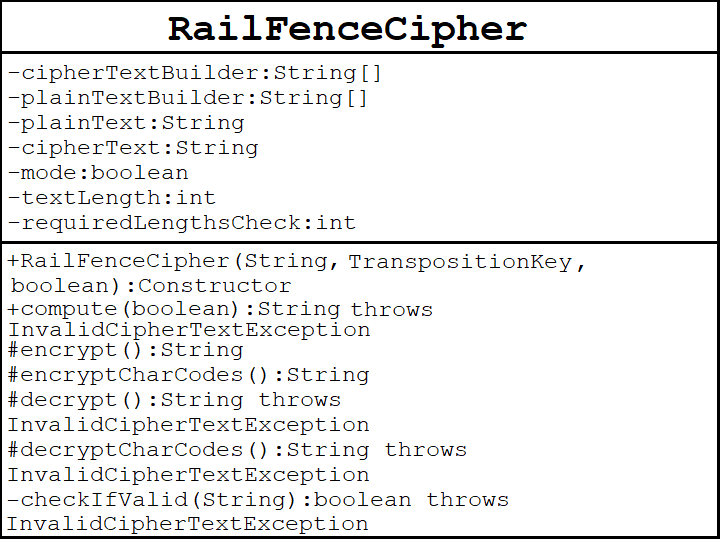 RailFenceCipher
-cipherTextBuilder:String[]
-plainTextBuilder:String[]
-plainText:String
-cipherText:String
-mode:boolean
-textLength:int
-requiredLengthsCheck:int
+RailFenceCipher(String, TranspositionKey,
boolean):Constructor
+compute(boolean):String throws
InvalidCipherTextException
#encrypt():String
#encryptCharCodes():String
#decrypt():String throws
InvalidCipherTextException
#decryptCharCodes():String throws
InvalidCipherTextException
-checkIfValid(String):boolean throws
InvalidCipherTextException